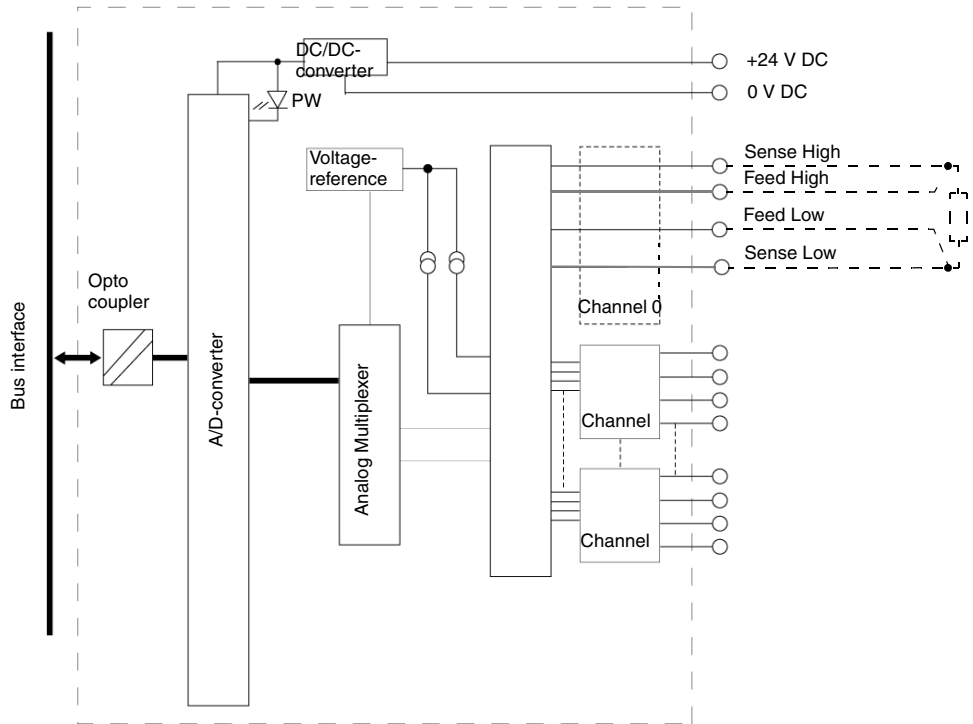 DC/DC-
converter
+24 V DC
PW
0 V DC
Voltage-
reference
Sense High
Feed High
Feed Low
Sense Low
Channel 0
Opto
coupler
Bus interface
A/D-converter
Analog Multiplexer
Channel
Channel